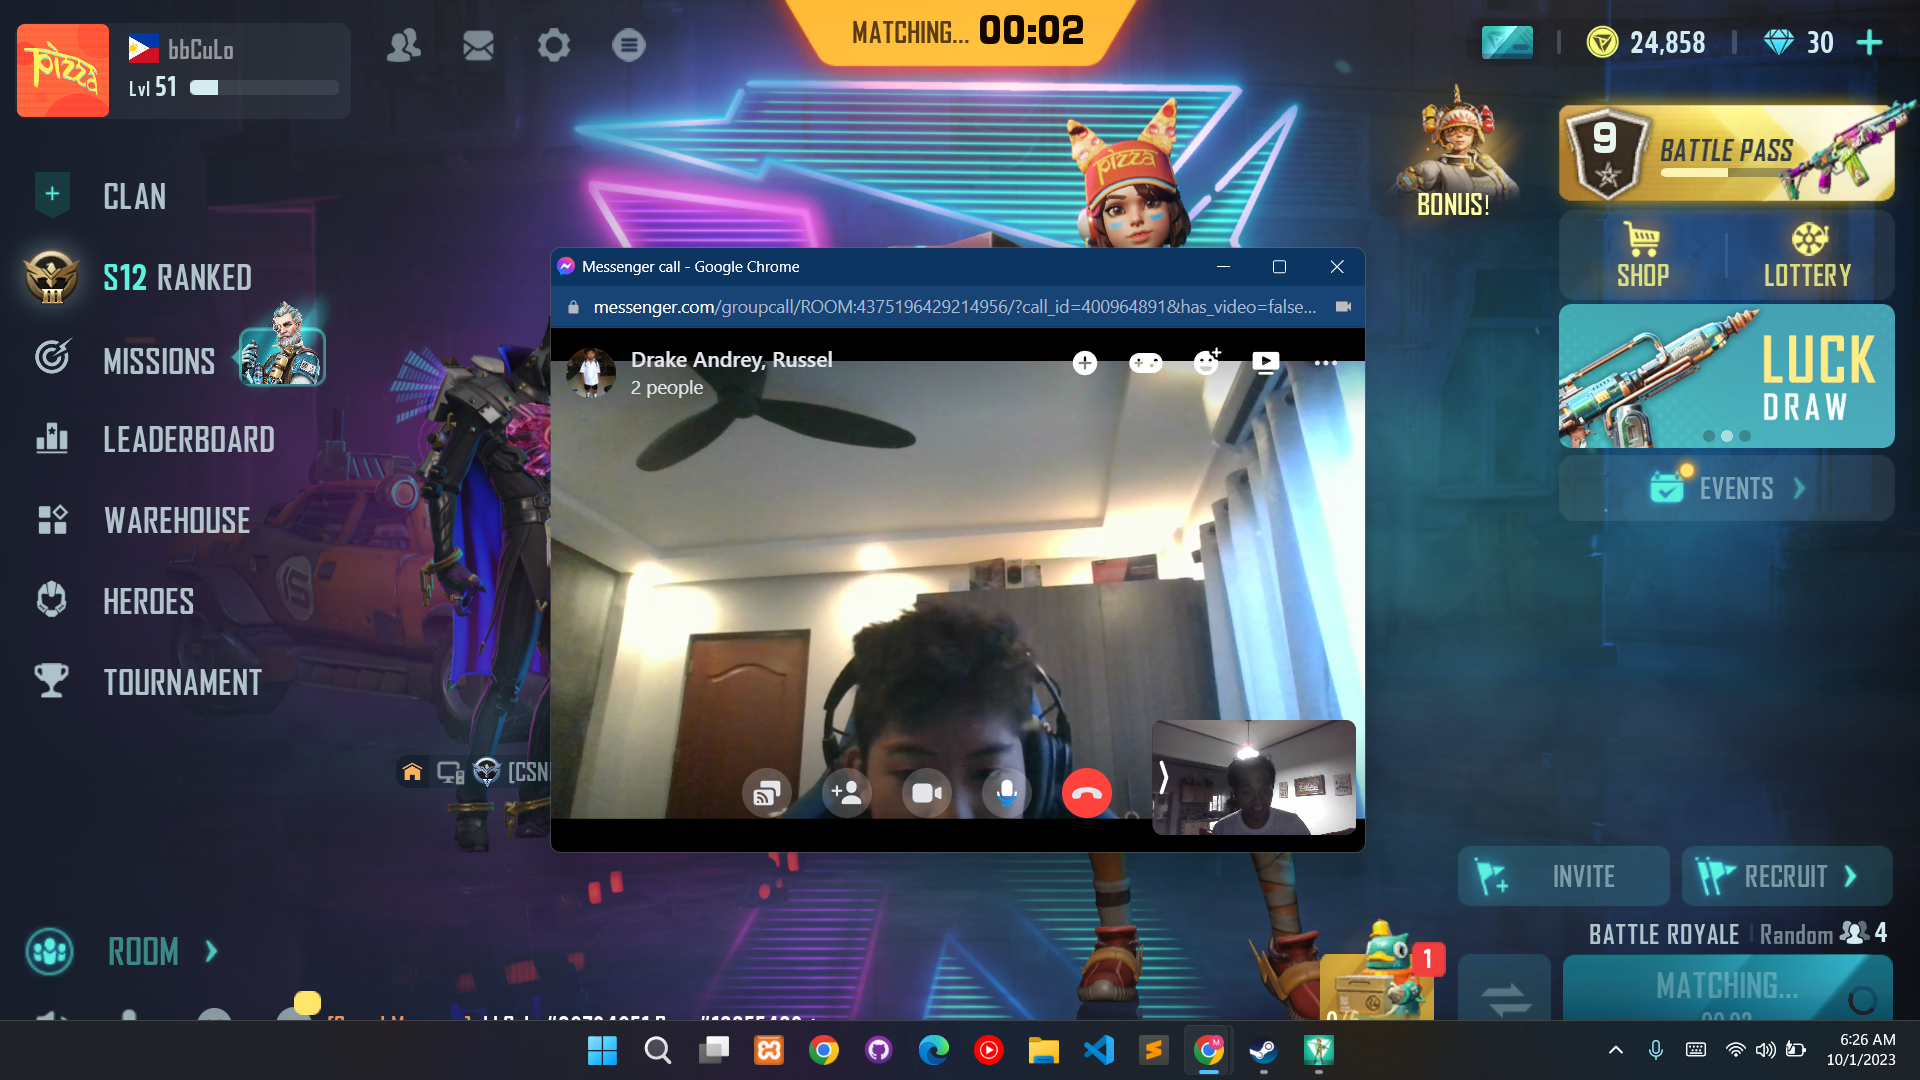 MATCHING... 00:02
pizza
bbCuLo
Lvl 51
24,858
30
pizza
BONUS!
9
BATTLE PASS
SHOP
LOTTERY
LUCK
DRAW
EVENTS
CLAN
S12 RANKED
III
MISSIONS
LEADERBOARD
WAREHOUSE
HEROES
TOURNAMENT
Messenger call - Google Chrome
messenger.com/groupcall/ROOM:4375196429214956/?call_id=400964891&has_video=false...
Drake Andrey, Russel
2 people
[CSN
INVITE
RECRUIT
ROOM
BATTLE ROYALE Random 4
1
MATCHING...
6:26 AM
10/1/2023